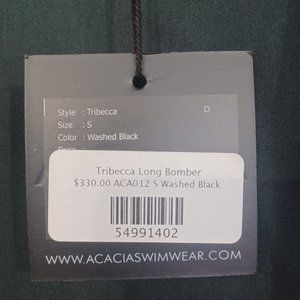 Style : Tribecca D
Size : S
Color : Washed Black
Tribecca Long Bomber
$330.00 ACA012 S Washed Black
54991402
WWW.ACACIASWIMWEAR.COM